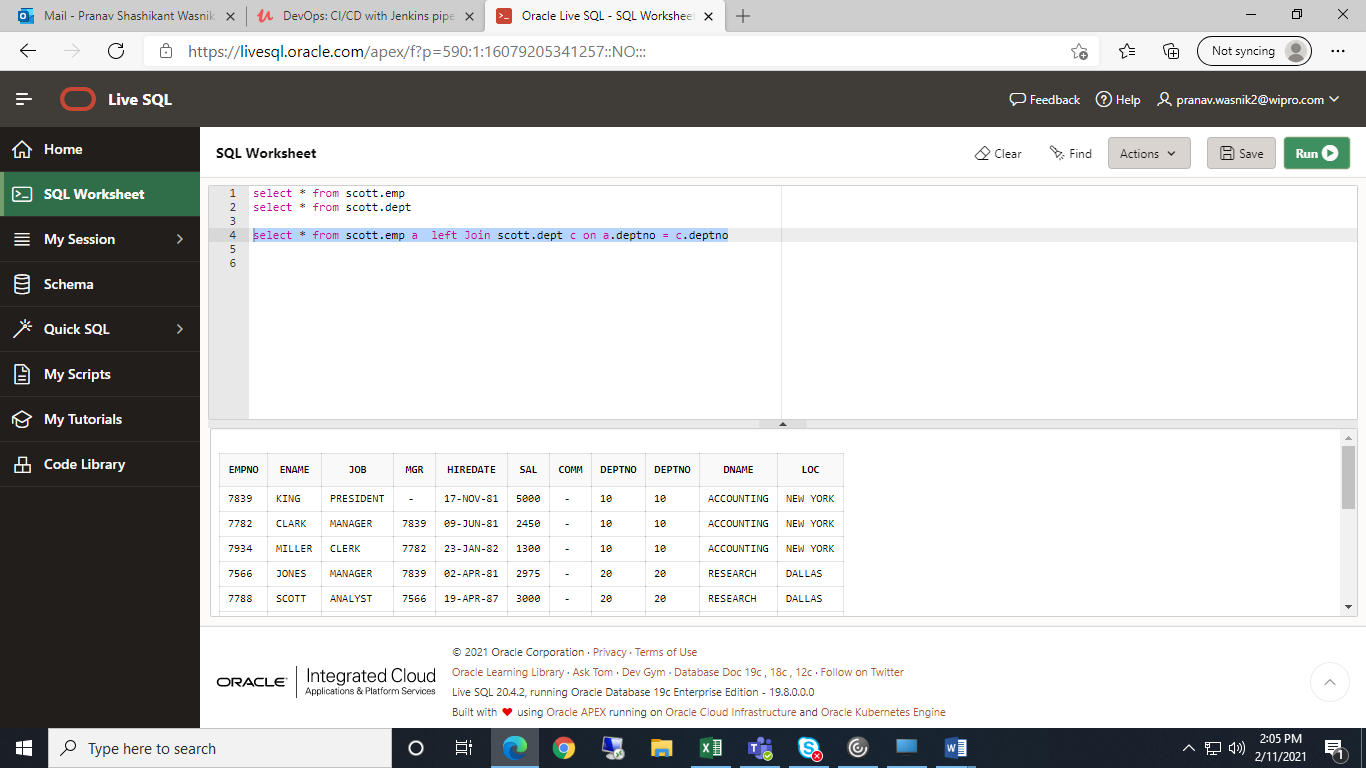 Mail - Pranav Shashikant Wasnik
DevOps: CI/CD with Jenkins pipe
Oracle Live SQL - SQL Workshee
https://livesql.oracle.com/apex/f?p=590:1:16079205341257::NO:::
Not syncing
Live SQL
Feedback
Help
pranav.wasnik2@wipro.com
Home
SQL Worksheet
My Session
Schema
Quick SQL
My Scripts
My Tutorials
Code Library
SQL Worksheet
Clear
Find
Actions
Save
Run
1 select * from scott.emp
2 select * from scott.dept
3
4 select * from scott.emp a  left Join scott.dept c on a.deptno = c.deptno
5
6
EMPNO ENAME JOB MGR HIREDATE SAL COMM DEPTNO DEPTNO DNAME LOC
7839 KING PRESIDENT - 17-NOV-81 5000 - 10 10 ACCOUNTING NEW YORK
7782 CLARK MANAGER 7839 09-JUN-81 2450 - 10 10 ACCOUNTING NEW YORK
7934 MILLER CLERK 7782 23-JAN-82 1300 - 10 10 ACCOUNTING NEW YORK
7566 JONES MANAGER 7839 02-APR-81 2975 - 20 20 RESEARCH DALLAS
7788 SCOTT ANALYST 7566 19-APR-87 3000 - 20 20 RESEARCH DALLAS
ORACLE
Integrated Cloud
Applications & Platform Services
© 2021 Oracle Corporation · Privacy · Terms of Use
Oracle Learning Library · Ask Tom · Dev Gym · Database Doc 19c , 18c , 12c · Follow on Twitter
Live SQL 20.4.2, running Oracle Database 19c Enterprise Edition - 19.8.0.0.0
Built with ❤ using Oracle APEX running on Oracle Cloud Infrastructure and Oracle Kubernetes Engine
Type here to search
2:05 PM
2/11/2021
1